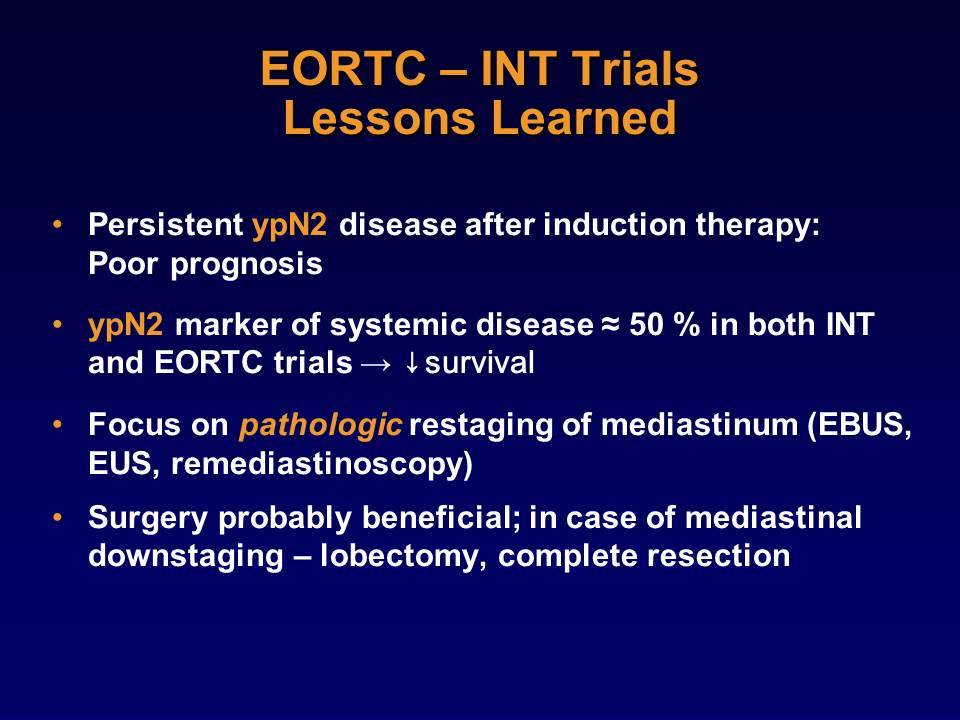 EORTC – INT Trials
Lessons Learned
• Persistent ypN2 disease after induction therapy:
Poor prognosis
• ypN2 marker of systemic disease ≈ 50 % in both INT
and EORTC trials → ↓survival
• Focus on pathologic restaging of mediastinum (EBUS,
EUS, remediastinoscopy)
• Surgery probably beneficial; in case of mediastinal
downstaging – lobectomy, complete resection